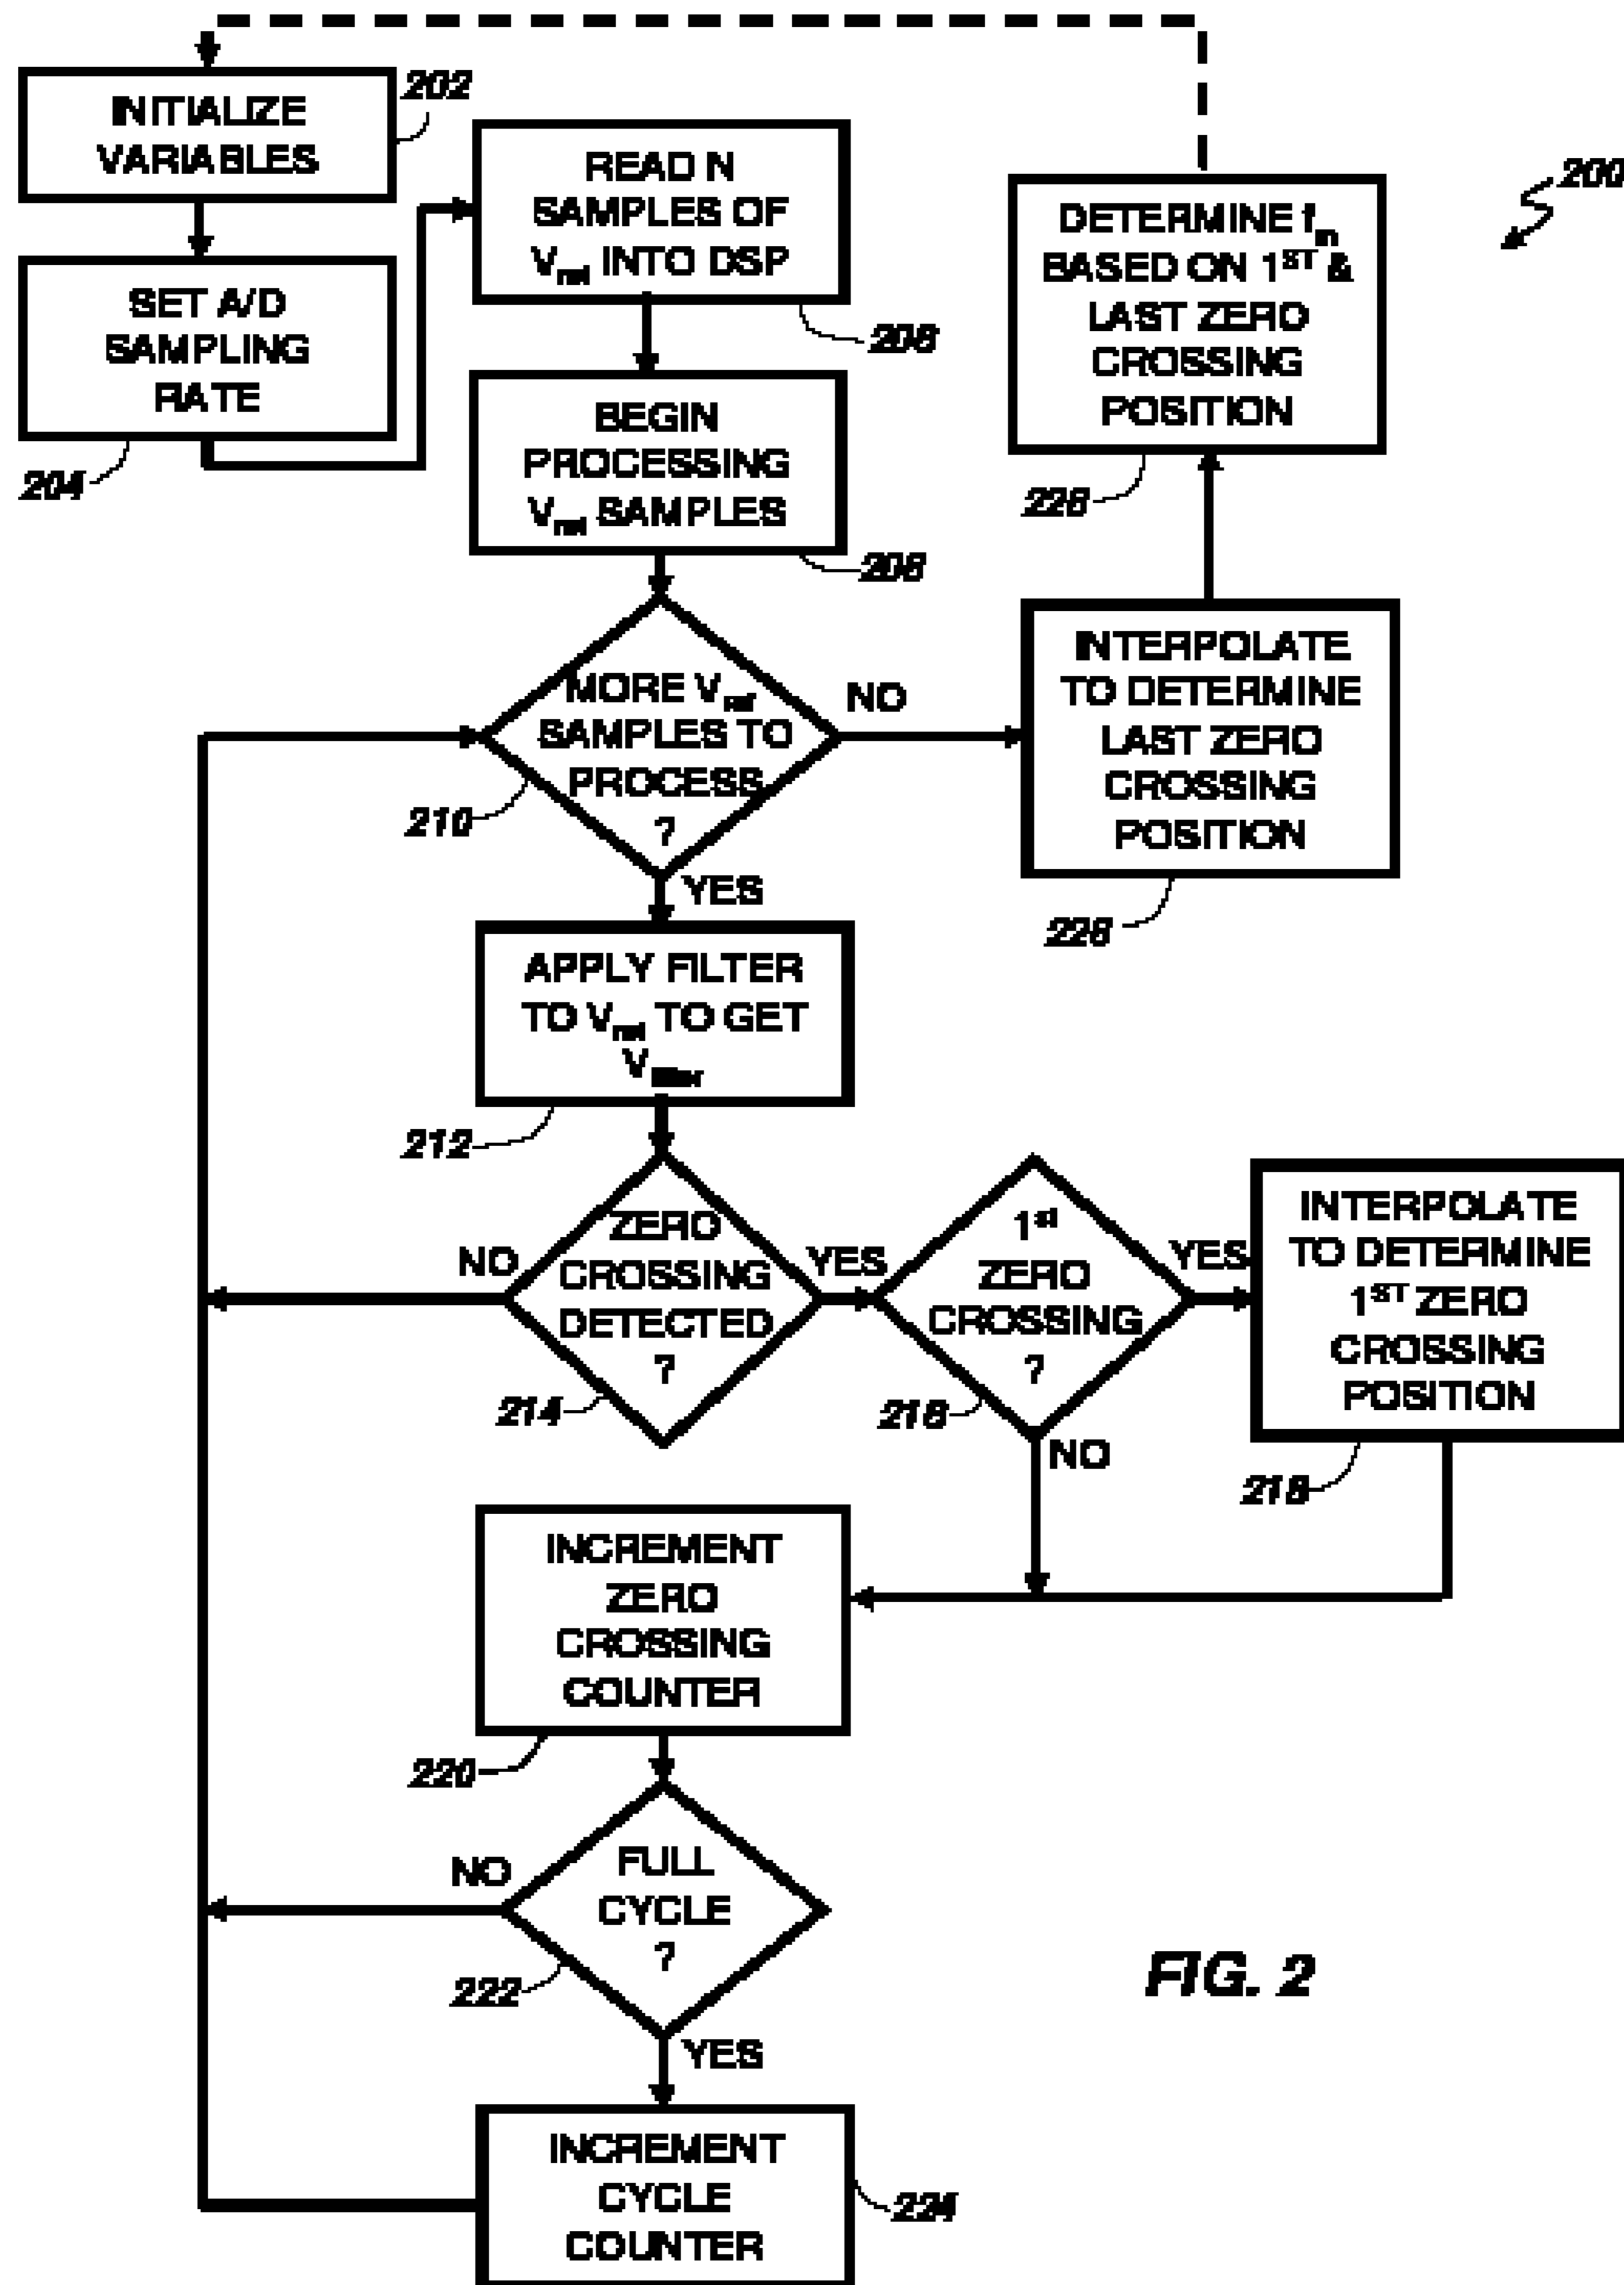 INITIALIZE
VARIABLES
202
SET A/D
SAMPLING
RATE
204
READ N
SAMPLES OF
V INTO DSP
BEGIN
PROCESSING
V SAMPLES
MORE V
SAMPLES TO
PROCESS
?
210
NO
YES
INTERPOLATE
TO DETERMINE
LAST ZERO
CROSSING
POSITION
DETERMINE f
BASED ON 1ST &
LAST ZERO
CROSSING
POSITION
200
APPLY FILTER
TO V TO GET
V
212
ZERO
CROSSING
DETECTED
?
214
NO
YES
1st
ZERO
CROSSING
?
YES
NO
INTERPOLATE
TO DETERMINE
1ST ZERO
CROSSING
POSITION
INCREMENT
ZERO
CROSSING
COUNTER
220
FULL
CYCLE
?
222
NO
YES
INCREMENT
CYCLE
COUNTER
224
FIG. 2